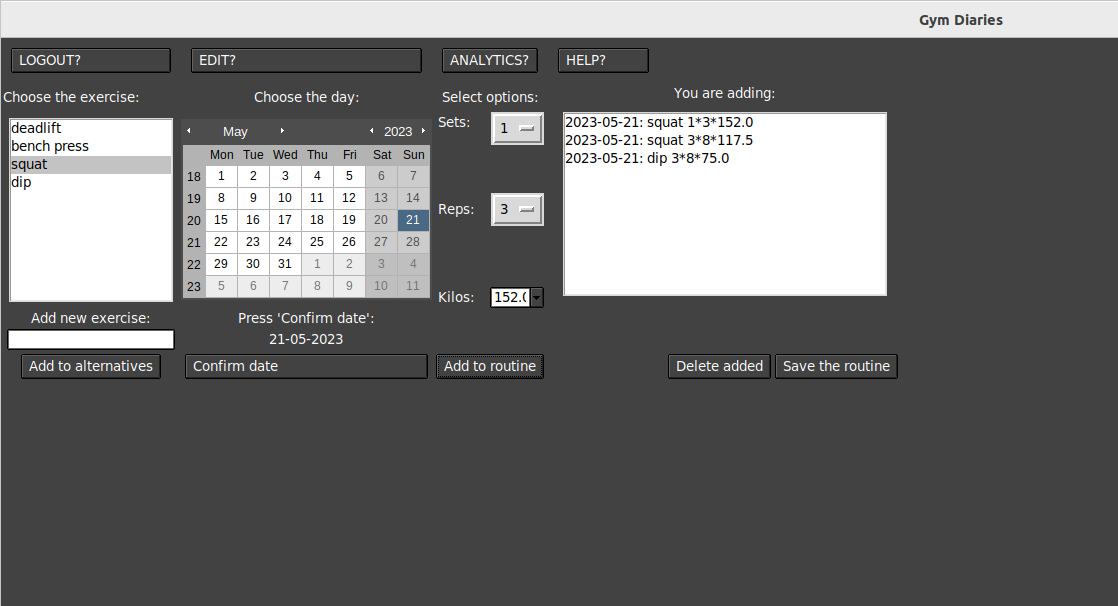 Gym Diaries
LOGOUT?
EDIT?
ANALYTICS?
HELP?
Choose the exercise:
deadlift
bench press
squat
dip
Add new exercise:
Add to alternatives
Choose the day:
May 2023
Mon Tue Wed Thu Fri Sat Sun
18 1 2 3 4 5 6 7
19 8 9 10 11 12 13 14
20 15 16 17 18 19 20 21
21 22 23 24 25 26 27 28
22 29 30 31 1 2 3 4
23 5 6 7 8 9 10 11
Press 'Confirm date':
21-05-2023
Confirm date
Select options:
Sets: 1
Reps: 3
Kilos: 152.
Add to routine
You are adding:
2023-05-21: squat 1*3*152.0
2023-05-21: squat 3*8*117.5
2023-05-21: dip 3*8*75.0
Delete added
Save the routine